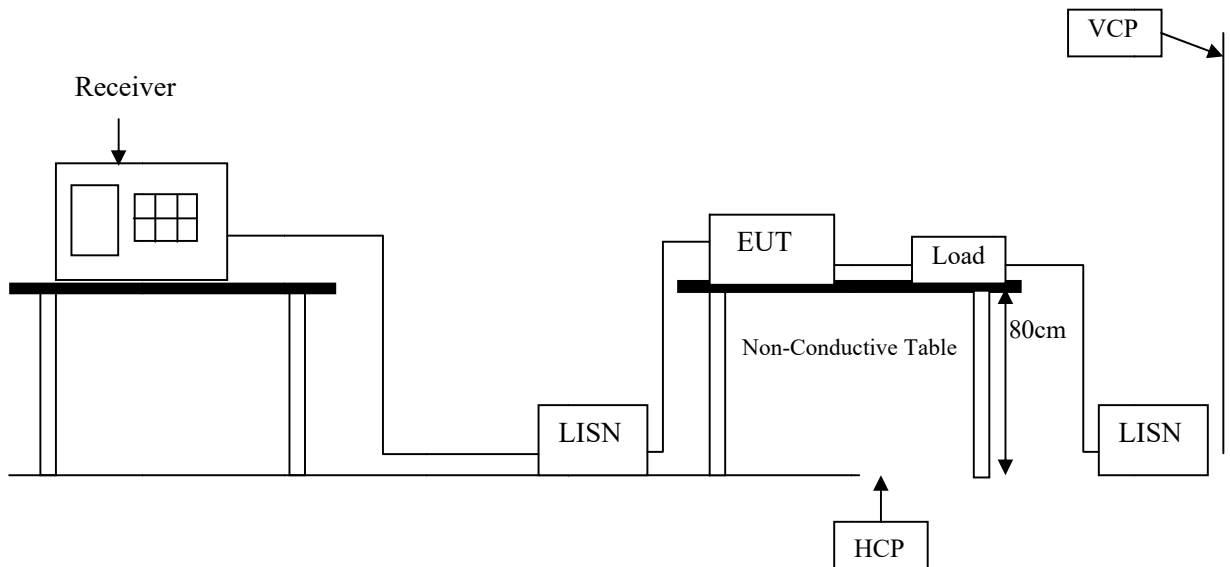 VCP
Receiver
EUT
Load
80cm
Non-Conductive Table
LISN
LISN
HCP